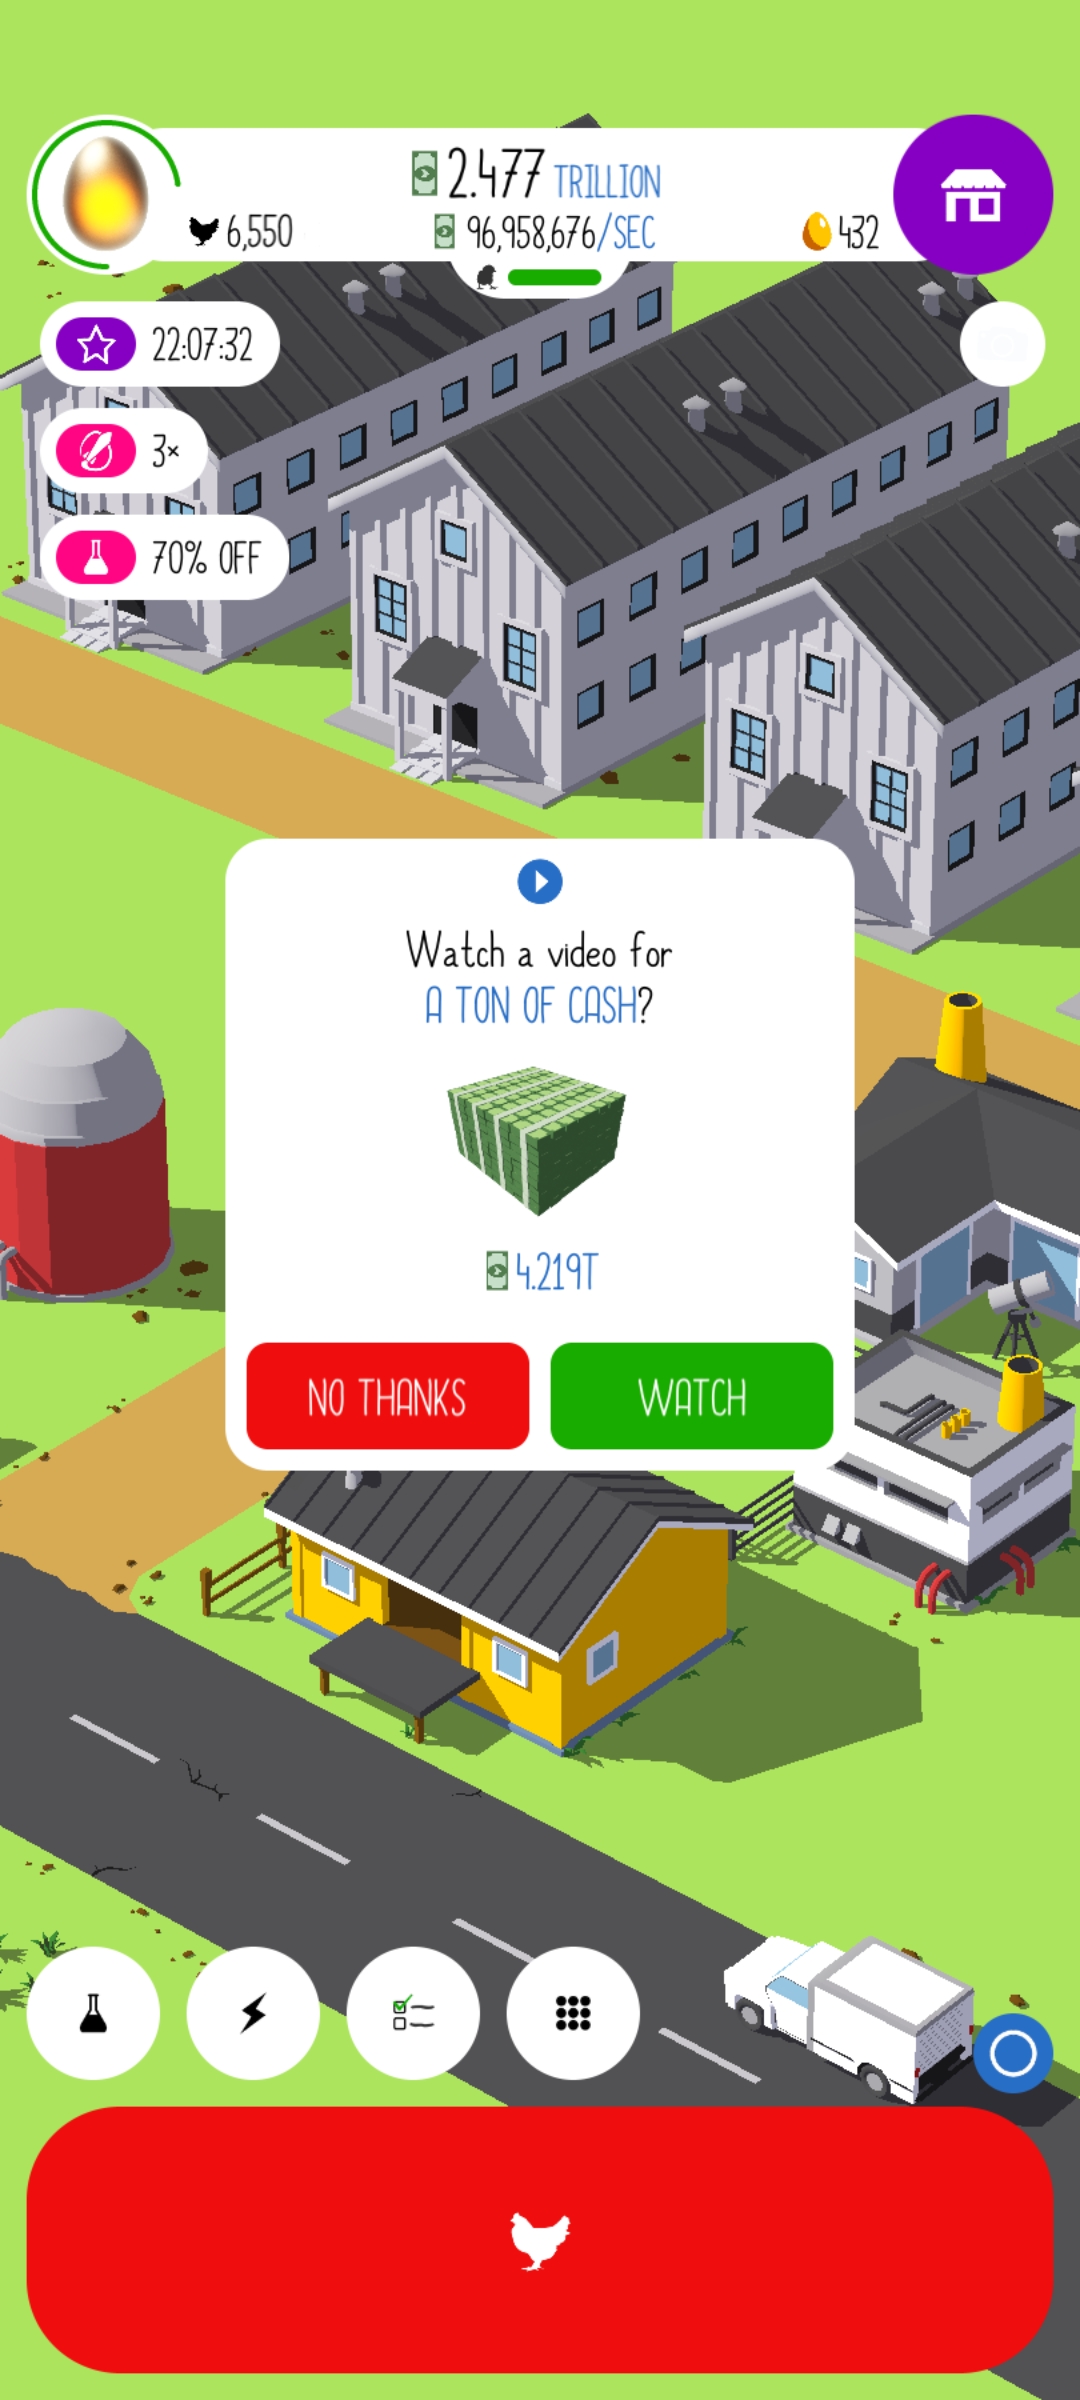 2.477 TRILLION
6,550
96,958,676/SEC
432
22:07:32
3×
70% OFF
Watch a video for
A TON OF CASH?
4.219T
NO THANKS
WATCH